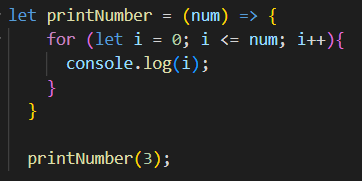 let printNumber = (num) => {
for (let i = 0; i <= num; i++){
console.log(i);
}
}
printNumber(3);